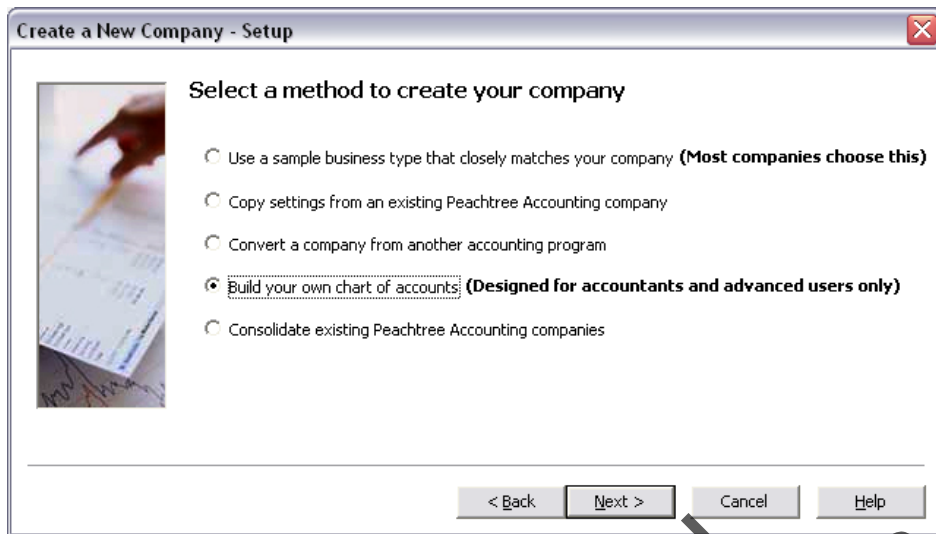 Create a New Company - Setup
Select a method to create your company
Use a sample business type that closely matches your company (Most companies choose this)
Copy settings from an existing Peachtree Accounting company
Convert a company from another accounting program
Build your own chart of accounts (Designed for accountants and advanced users only)
Consolidate existing Peachtree Accounting companies
< Back Next > Cancel Help